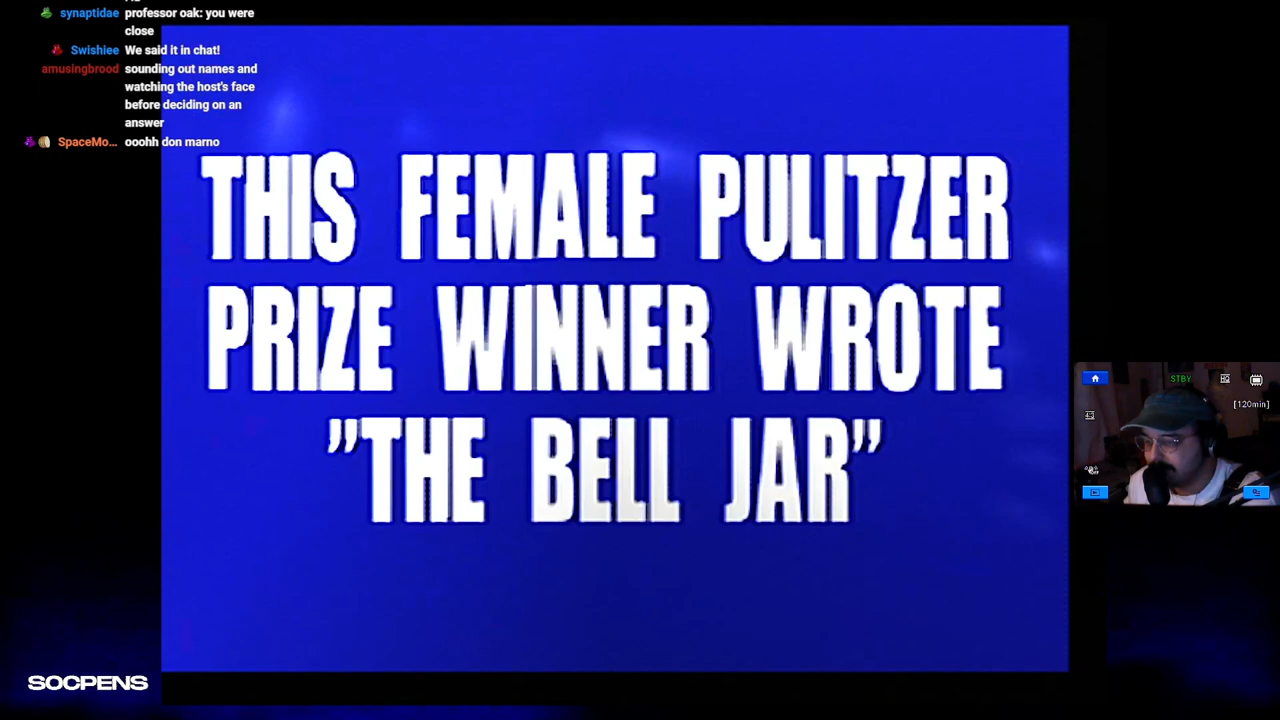 synaptidae professor oak: you were
close
Swishiee We said it in chat!
amusingbrood sounding out names and
watching the host's face
before deciding on an
answer
SpaceMo... oooohh don marno
THIS FEMALE PULITZER
PRIZE WINNER WROTE
"THE BELL JAR"
STBY
[120min]
SOCPENS